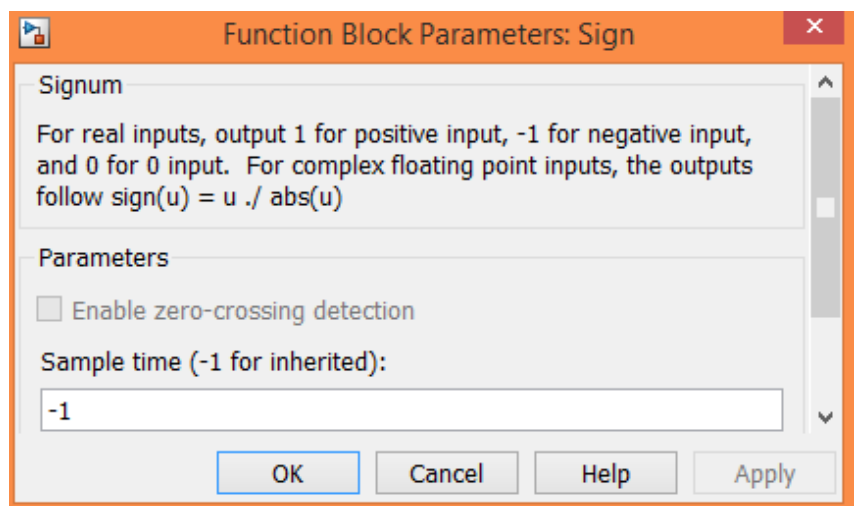 Function Block Parameters: Sign
Signum
For real inputs, output 1 for positive input, -1 for negative input,
and 0 for 0 input.  For complex floating point inputs, the outputs
follow sign(u) = u ./ abs(u)
Parameters
Enable zero-crossing detection
Sample time (-1 for inherited):
-1
OK Cancel Help Apply